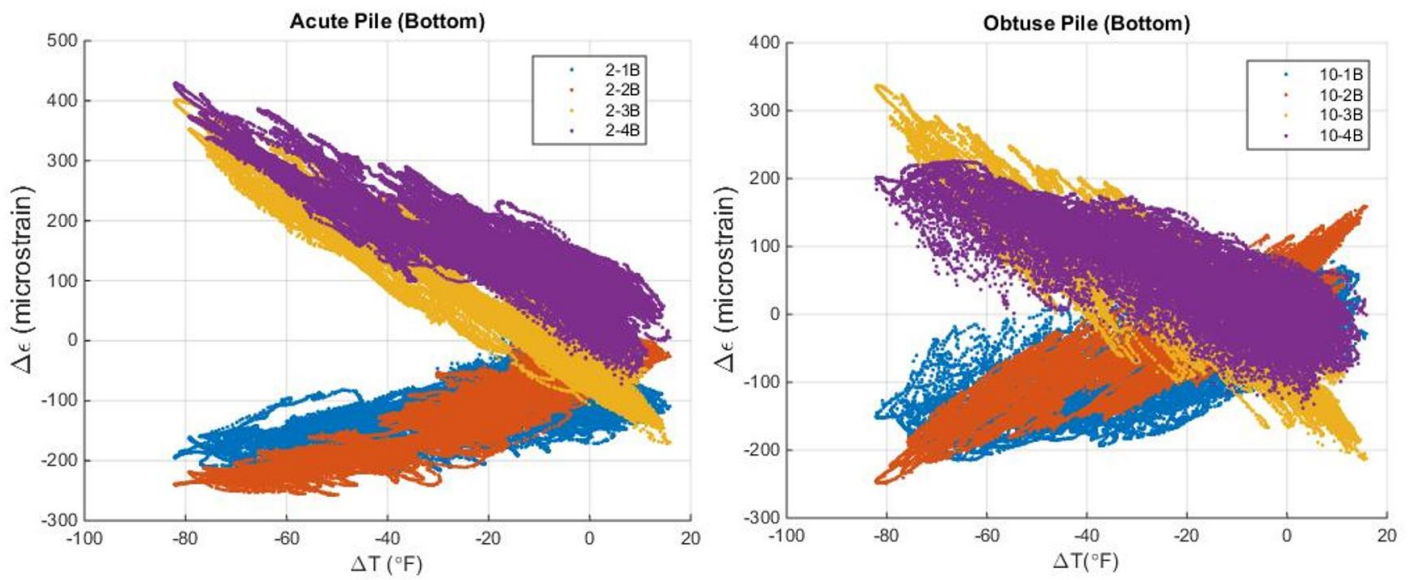 Acute Pile (Bottom)
500
400
300
200
100
0
-100
-200
-300
-100
-80
-60
-40
-20
0
20
Δϵ (microstrain)
ΔT (°F)
2-1B
2-2B
2-3B
2-4B
Obtuse Pile (Bottom)
400
300
200
100
0
-100
-200
-300
-100
-80
-60
-40
-20
0
20
Δϵ (microstrain)
ΔT(°F)
10-1B
10-2B
10-3B
10-4B